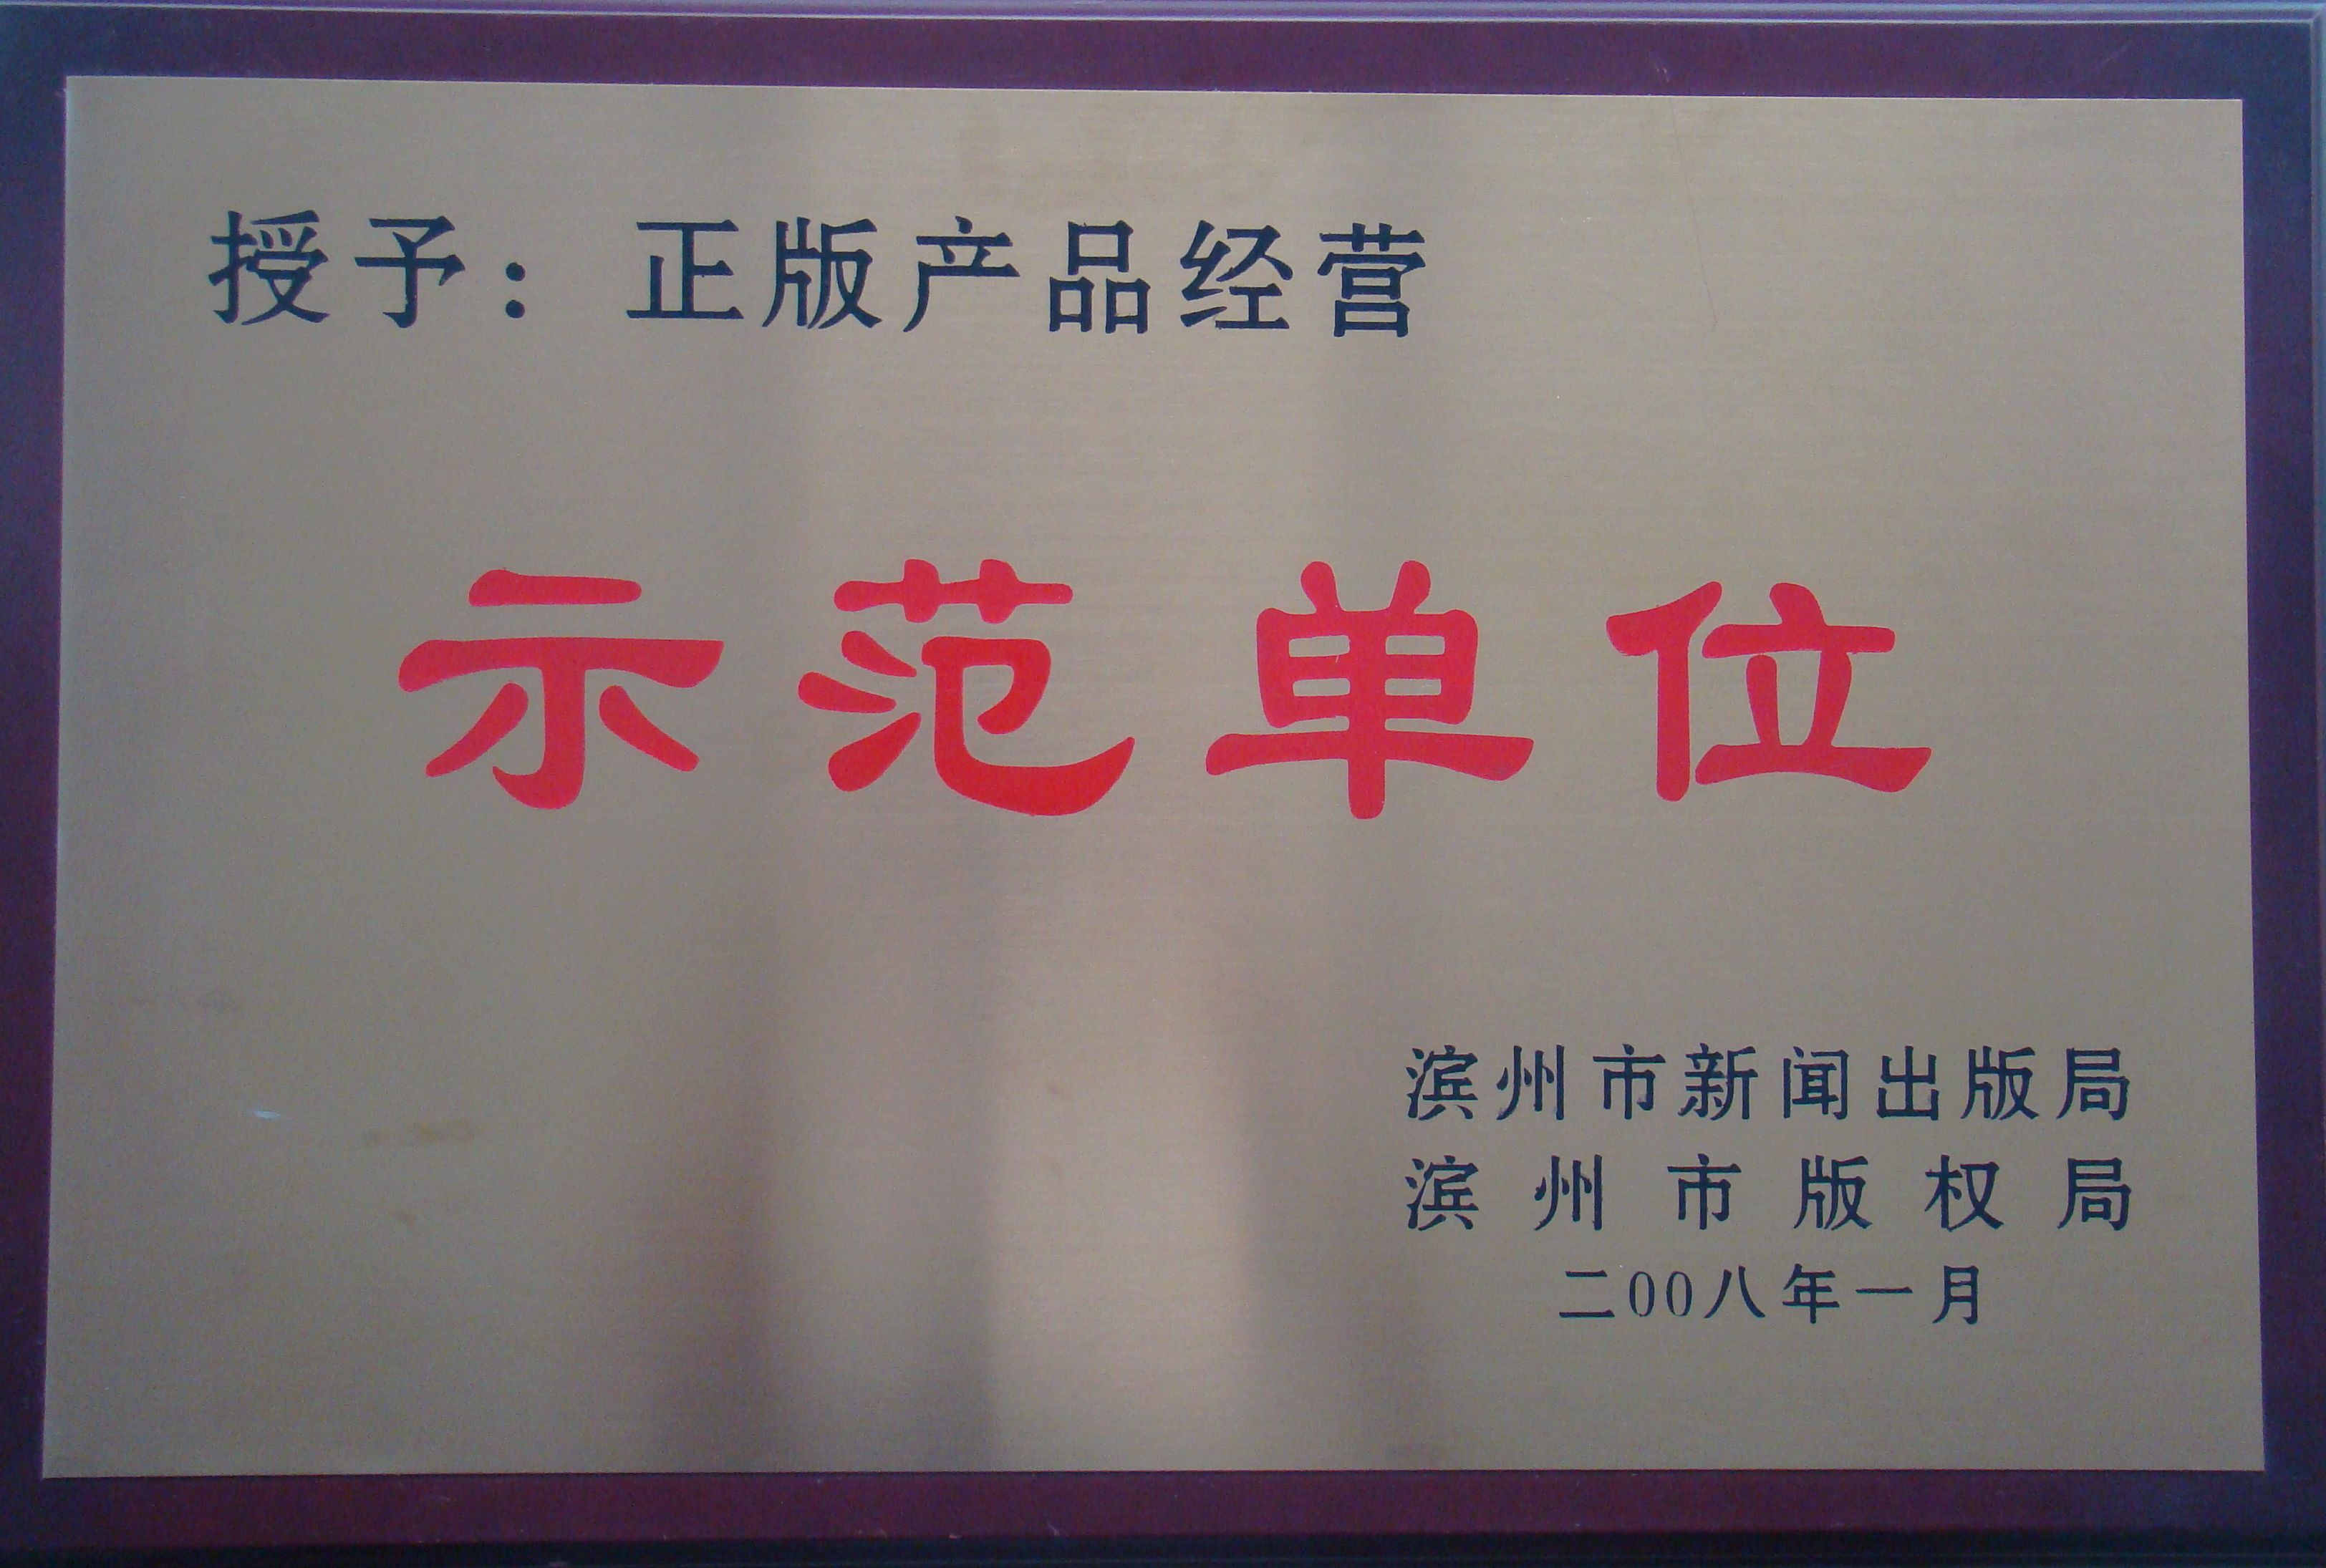 授予：正版产品经营
示范单位
滨州市新闻出版局
滨州市版权局
二00八年一月